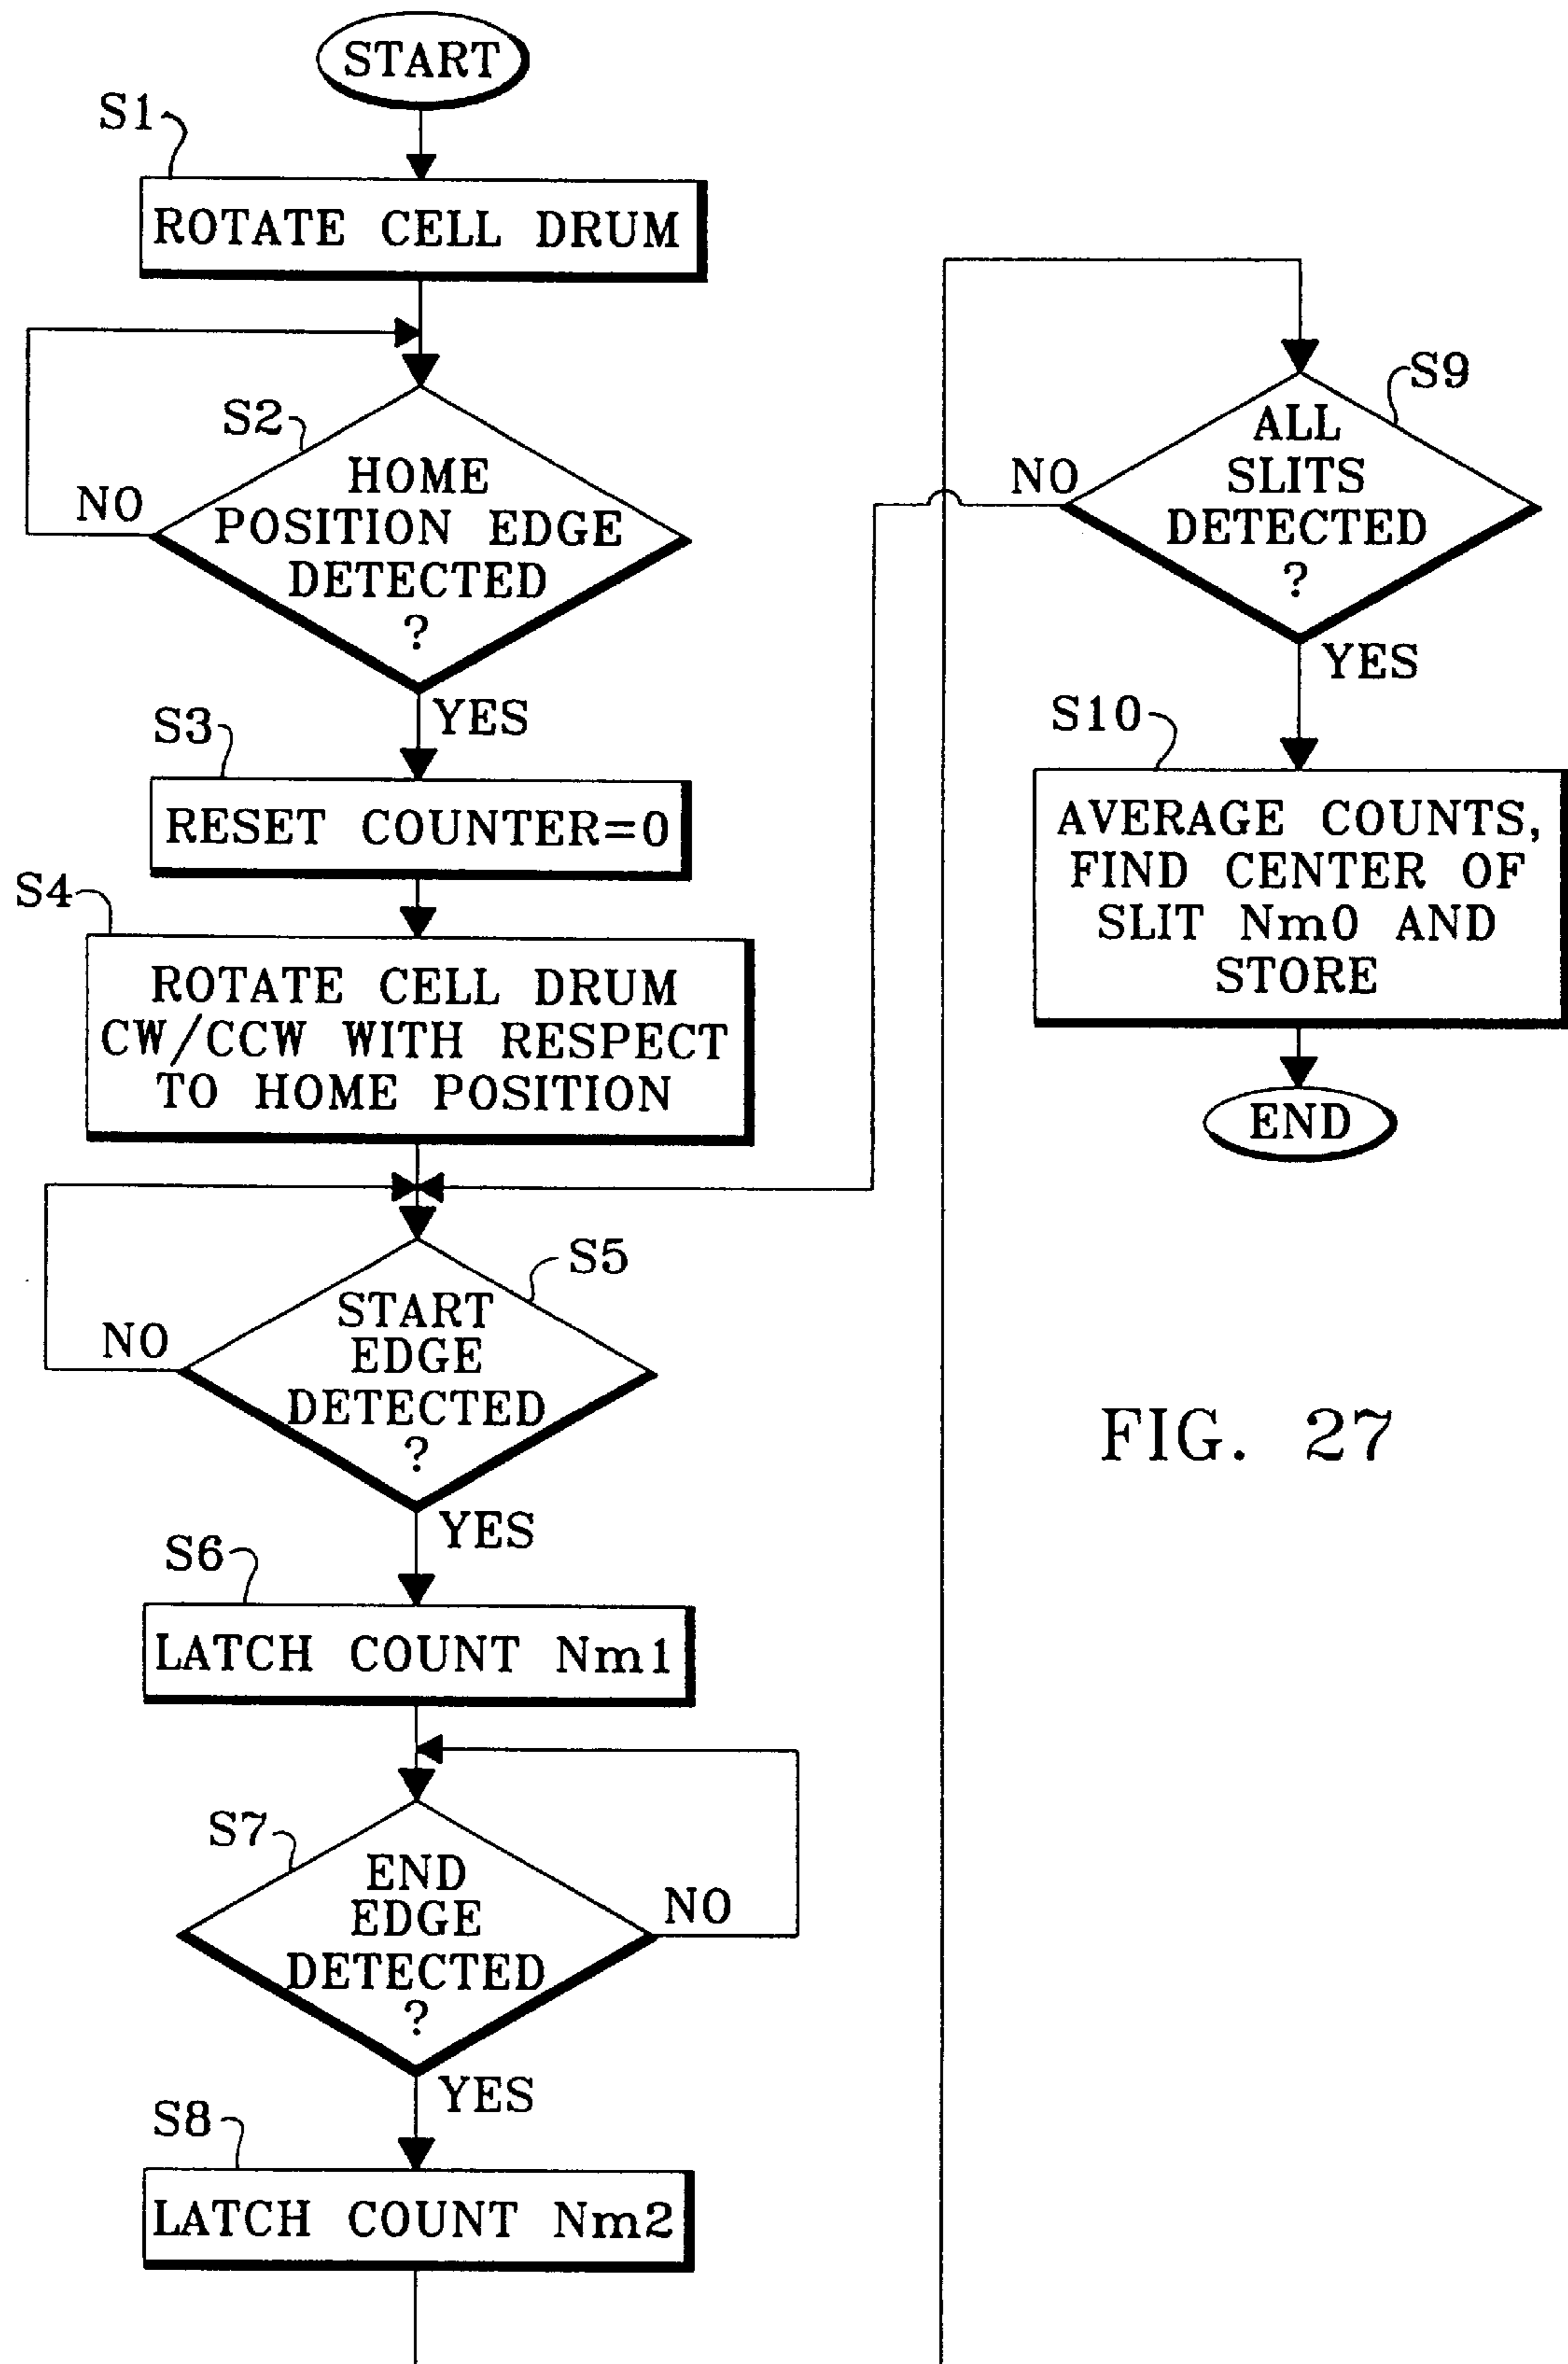 START
S1
ROTATE CELL DRUM
S2
HOME
POSITION EDGE
DETECTED
?
NO
YES
S3
RESET COUNTER=0
S4
ROTATE CELL DRUM
CW/CCW WITH RESPECT
TO HOME POSITION
S5
START
EDGE
DETECTED
?
NO
YES
S6
LATCH COUNT Nm1
S7
END
EDGE
DETECTED
?
NO
YES
S8
LATCH COUNT Nm2
S9
ALL
SLITS
DETECTED
?
NO
YES
S10
AVERAGE COUNTS,
FIND CENTER OF
SLIT Nm0 AND
STORE
END
FIG. 27